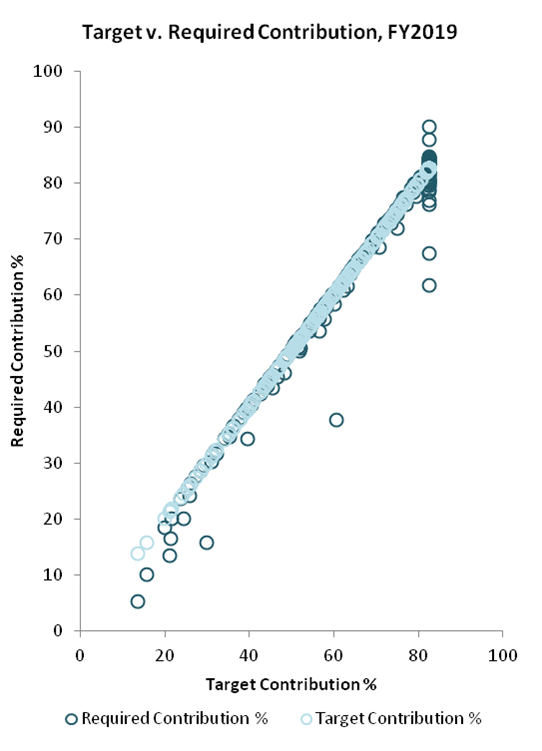 Target v. Required Contribution, FY2019
100
90
80
70
60
50
40
30
20
10
0
Required Contribution %
0 20 40 60 80 100
Target Contribution %
Required Contribution % Target Contribution %